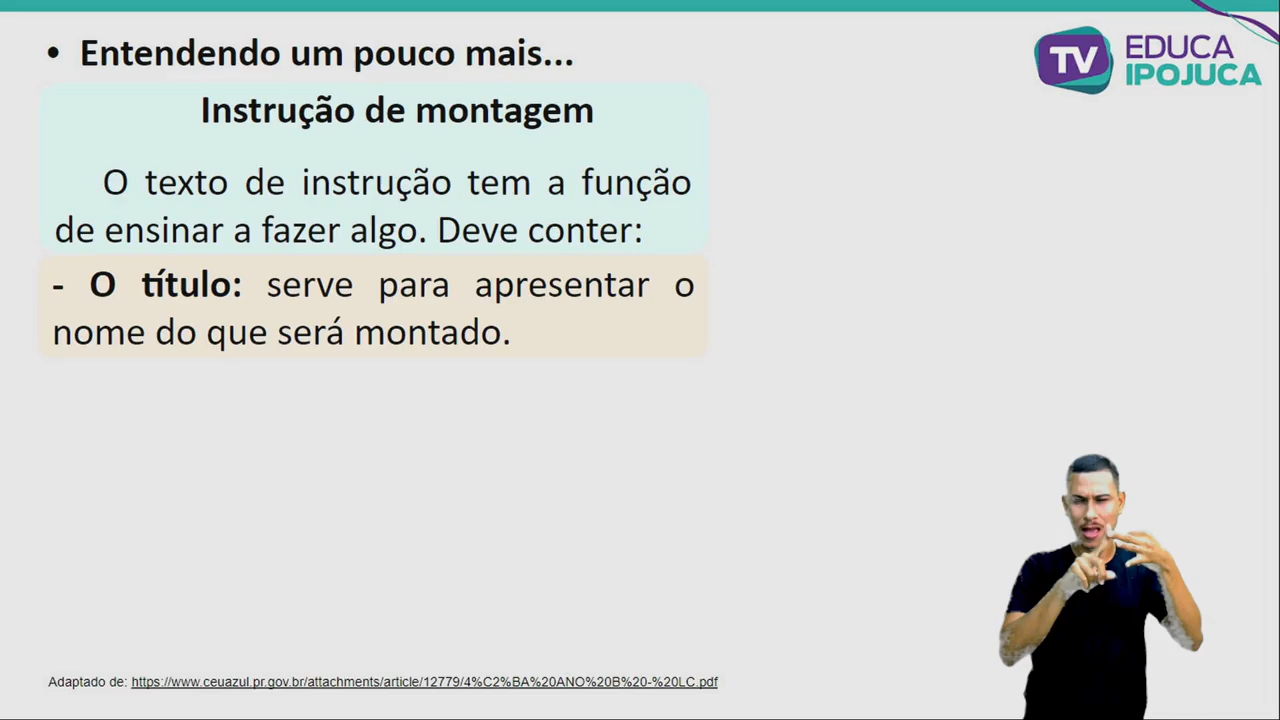 • Entendendo um pouco mais...
TV EDUCA
IPOJUCA
Instrução de montagem
O texto de instrução tem a função
de ensinar a fazer algo. Deve conter:
- O título: serve para apresentar o
nome do que será montado.
Adaptado de: https://www.ceuazul.pr.gov.br/attachments/article/12779/4%C2%BA%20ANO%20B%20-%20LC.pdf